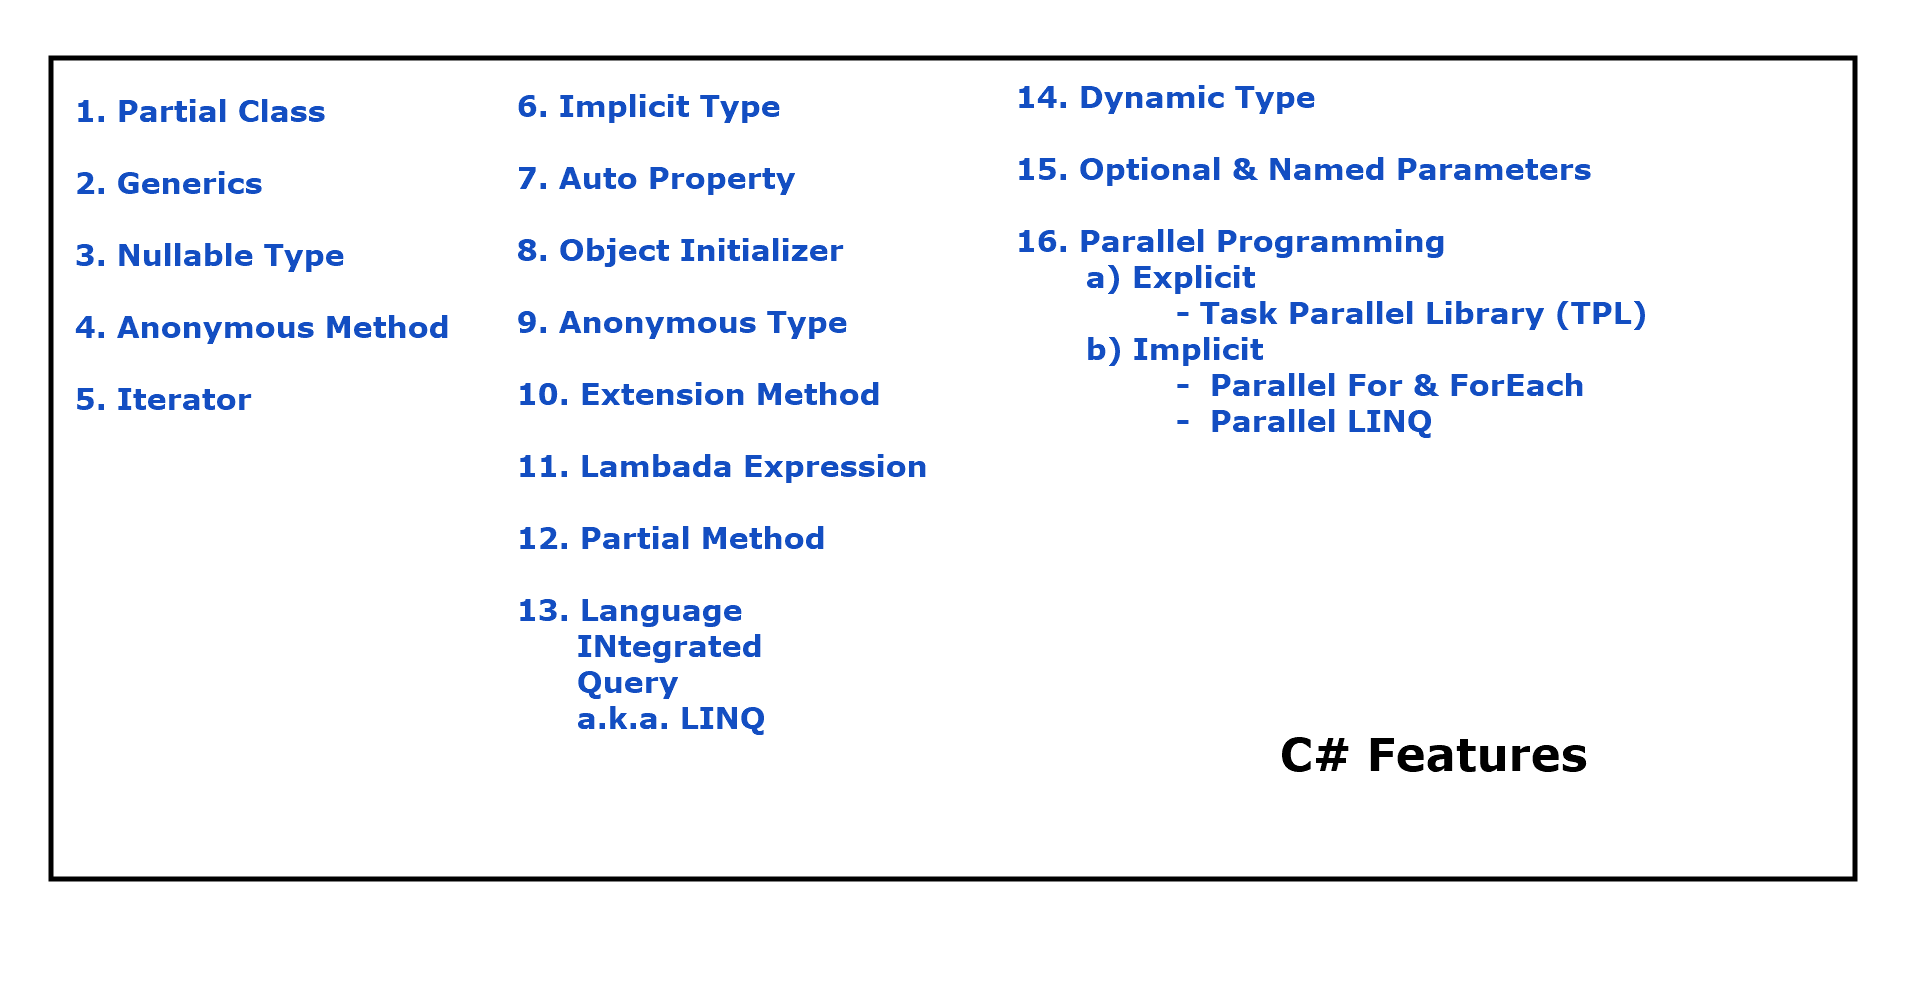 1. Partial Class
2. Generics
3. Nullable Type
4. Anonymous Method
5. Iterator
6. Implicit Type
7. Auto Property
8. Object Initializer
9. Anonymous Type
10. Extension Method
11. Lambada Expression
12. Partial Method
13. Language
INtegrated
Query
a.k.a. LINQ
14. Dynamic Type
15. Optional & Named Parameters
16. Parallel Programming
a) Explicit
- Task Parallel Library (TPL)
b) Implicit
- Parallel For & ForEach
- Parallel LINQ
C# Features